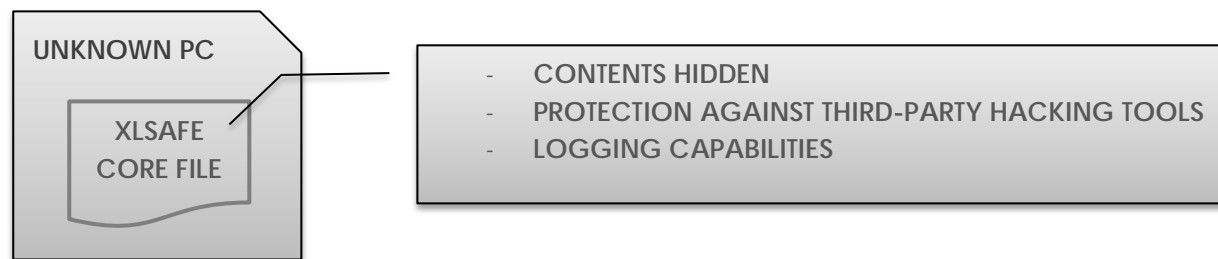 UNKNOWN PC
XLSAFE
CORE FILE
- CONTENTS HIDDEN
- PROTECTION AGAINST THIRD-PARTY HACKING TOOLS
- LOGGING CAPABILITIES